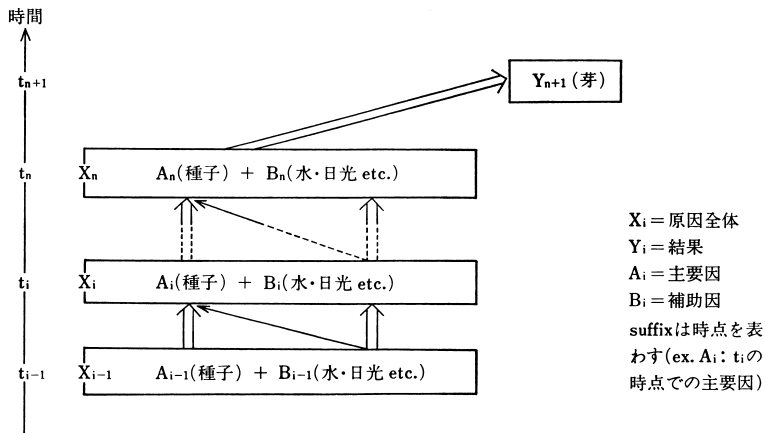 時間
tn+1 Yn+1(芽)
tn Xn An(種子) + Bn(水・日光 etc.)
ti Xi Ai(種子) + Bi(水・日光 etc.)
ti−1 Xi−1 Ai−1(種子) + Bi−1(水・日光 etc.)
Xi=原因全体
Yi=結果
Ai=主要因
Bi=補助因
suffixは時点を表
わす(ex. Ai: tiの
時点での主要因)